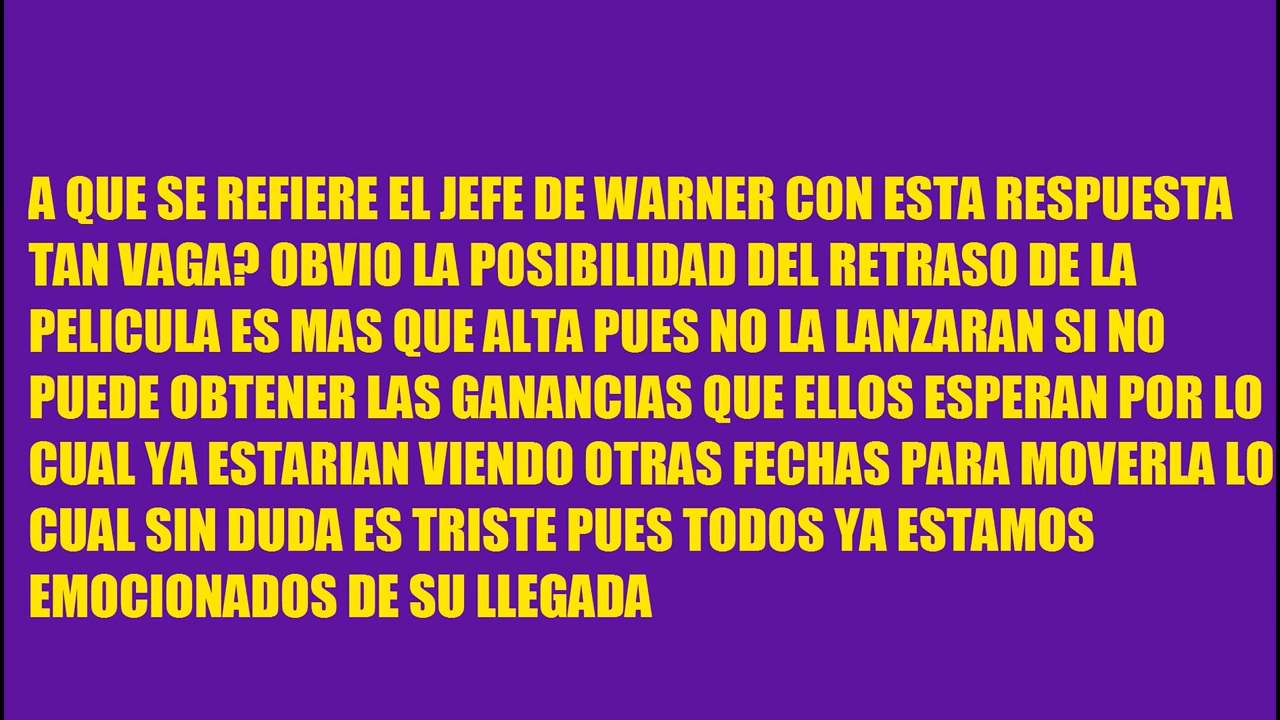 A QUE SE REFIERE EL JEFE DE WARNER CON ESTA RESPUESTA
TAN VAGA? OBVIO LA POSIBILIDAD DEL RETRASO DE LA
PELICULA ES MAS QUE ALTA PUES NO LA LANZARAN SI NO
PUEDE OBTENER LAS GANANCIAS QUE ELLOS ESPERAN POR LO
CUAL YA ESTARIAN VIENDO OTRAS FECHAS PARA MOVERLA LO
CUAL SIN DUDA ES TRISTE PUES TODOS YA ESTAMOS
EMOCIONADOS DE SU LLEGADA